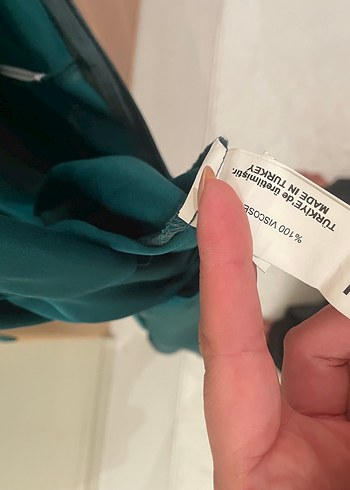 %100 VISCOSE
TÜRKİYE'de üretilmiştir.
MADE IN TURKEY